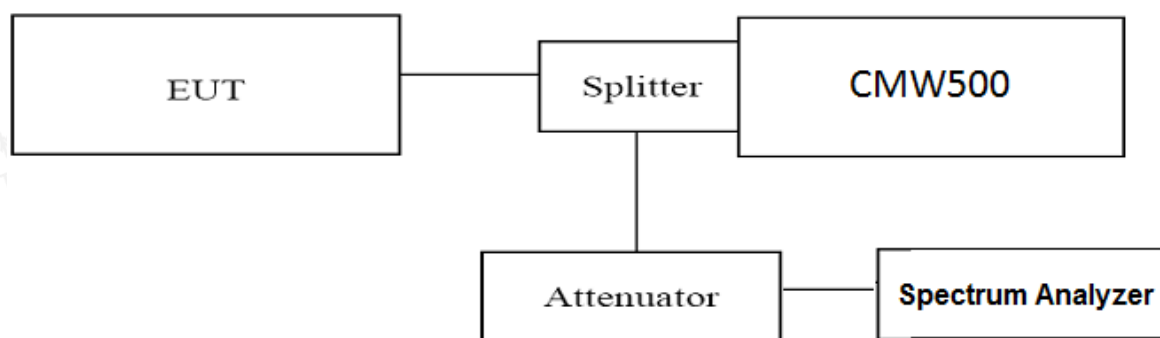 EUT
Splitter
CMW500
Attenuator
Spectrum Analyzer